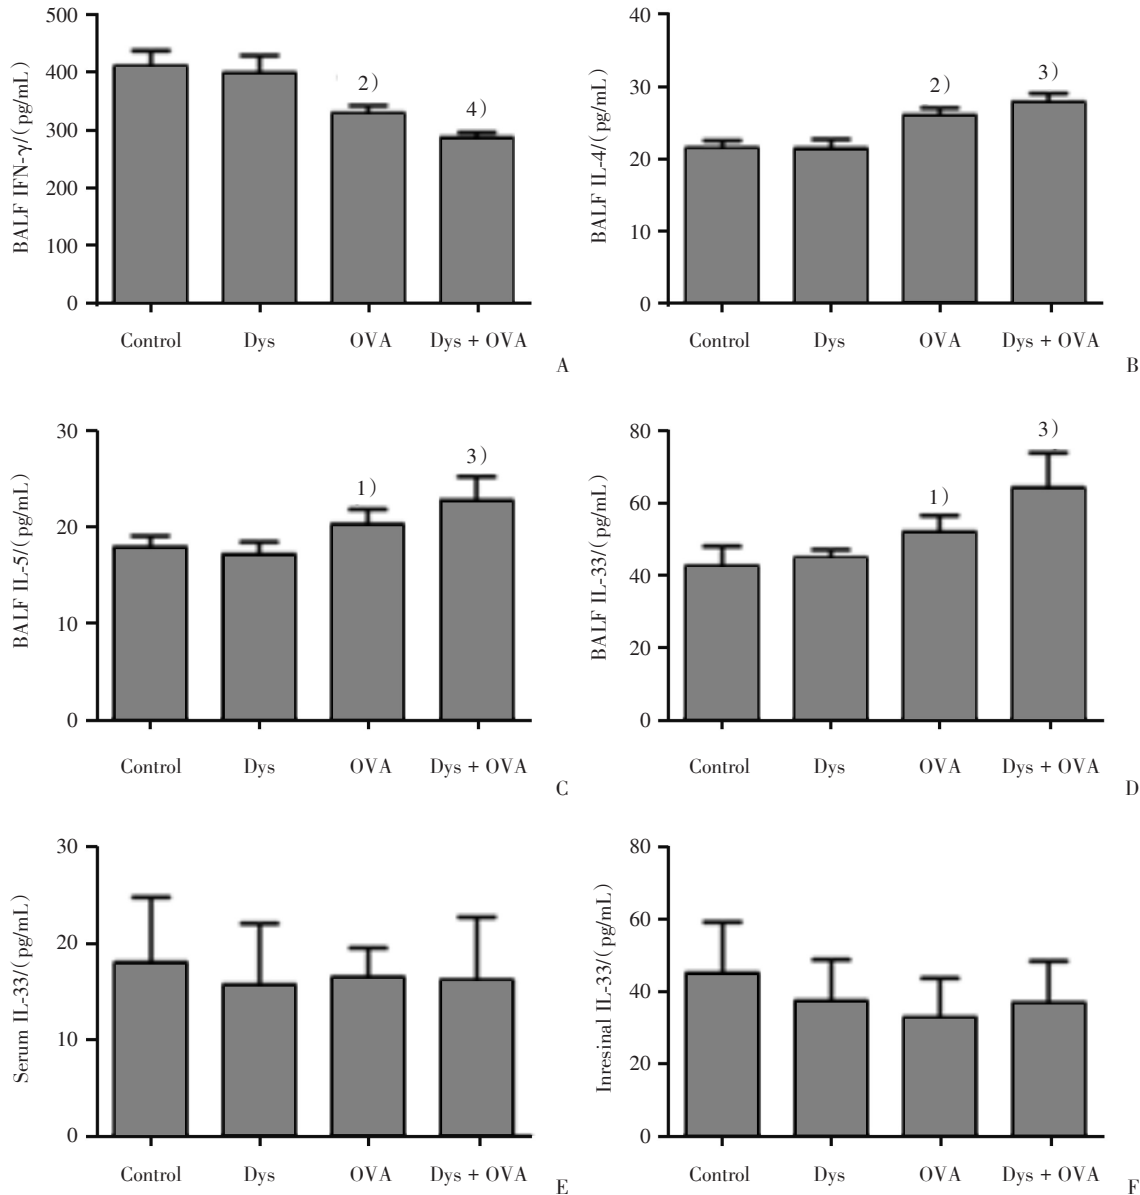 500
400
300
200
100
0
BALF IFN-γ/(pg/mL)
2)
4)
Control Dys OVA Dys + OVA
A
40
30
20
10
0
BALF IL-4/(pg/mL)
2)
3)
Control Dys OVA Dys + OVA
B
30
20
10
0
BALF IL-5/(pg/mL)
1)
3)
Control Dys OVA Dys + OVA
C
80
60
40
20
0
BALF IL-33/(pg/mL)
1)
3)
Control Dys OVA Dys + OVA
D
30
20
10
0
Serum IL-33/(pg/mL)
Control Dys OVA Dys + OVA
E
80
60
40
20
0
Inresinal IL-33/(pg/mL)
Control Dys OVA Dys + OVA
F